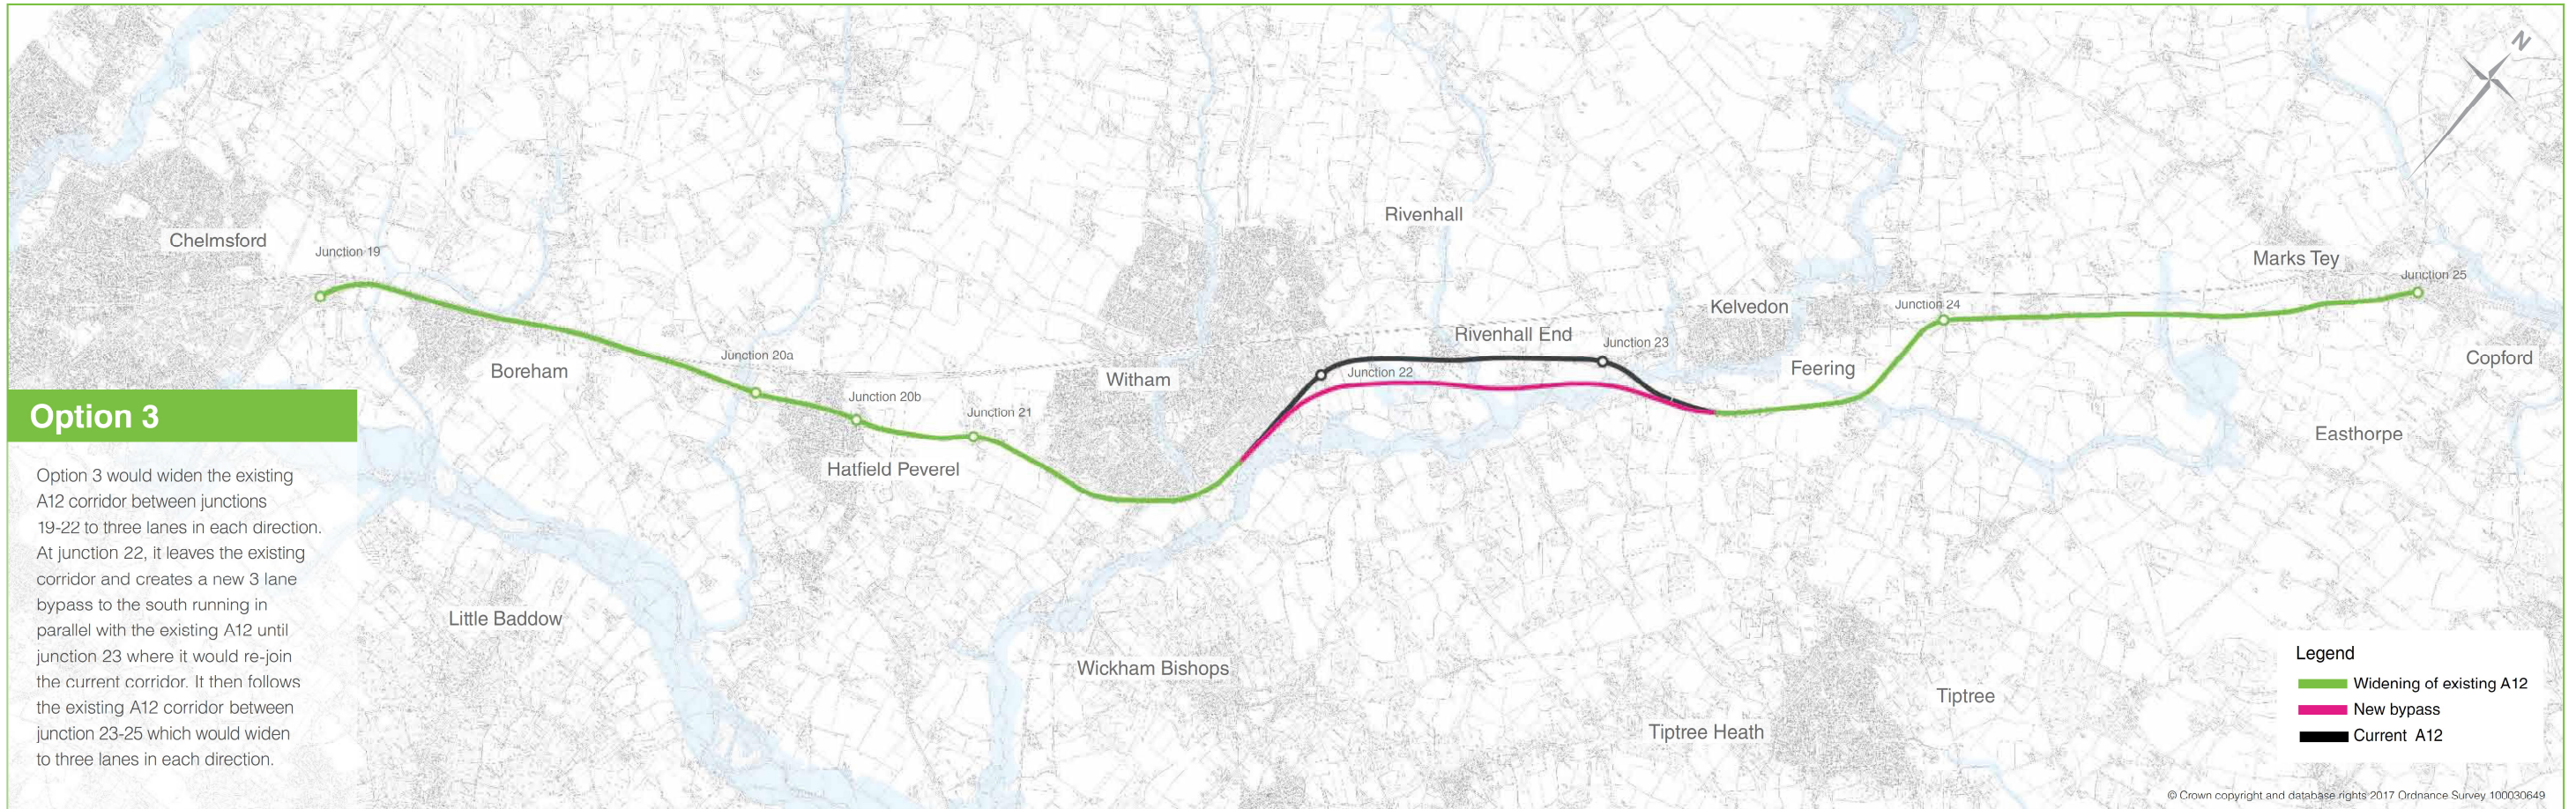 N
Rivenhall
Chelmsford
Junction 19
Marks Tey
Junction 25
Kelvedon
Junction 24
Rivenhall End
Junction 23
Junction 20a
Copford
Boreham
Witham
Junction 22
Feering
Junction 20b
Junction 21
Easthorpe
Hatfield Peverel
Option 3
Option 3 would widen the existing
A12 corridor between junctions
19-22 to three lanes in each direction.
At junction 22, it leaves the existing
corridor and creates a new 3 lane
bypass to the south running in
parallel with the existing A12 until
junction 23 where it would re-join
the current corridor. It then follows
the existing A12 corridor between
junction 23-25 which would widen
to three lanes in each direction.
Little Baddow
Wickham Bishops
Tiptree
Tiptree Heath
Legend
Widening of existing A12
New bypass
Current A12
© Crown copyright and database rights 2017 Ordnance Survey 100030649